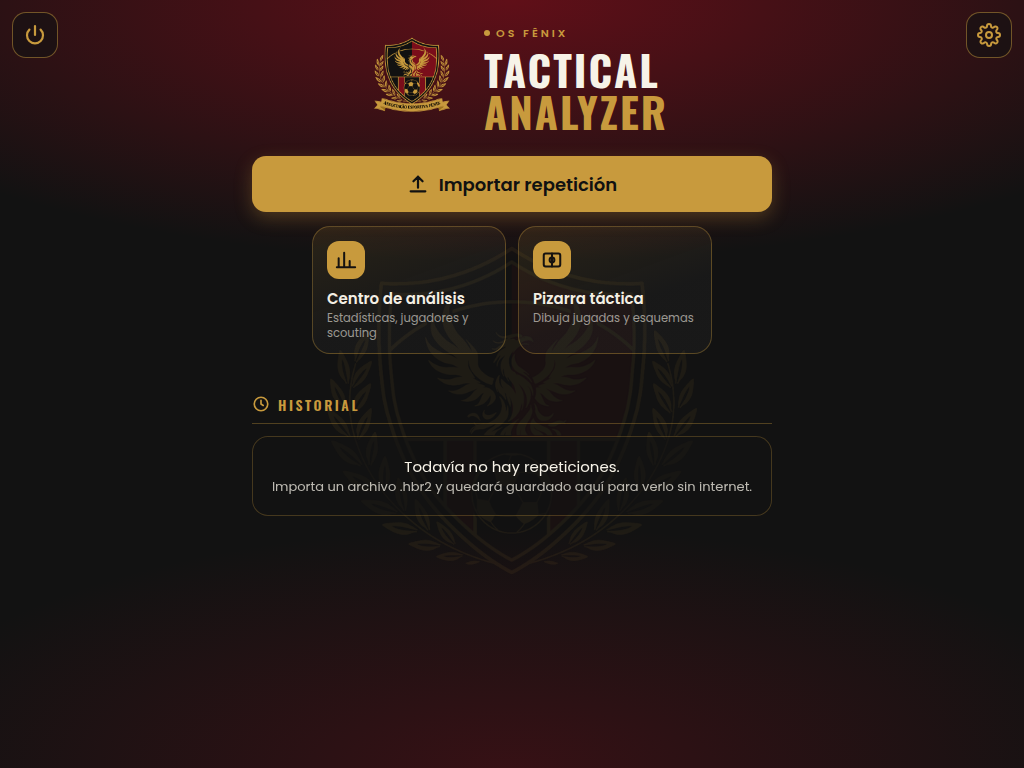 OS FÊNIX
TACTICAL
ANALYZER
Importar repetición
Centro de análisis
Estadísticas, jugadores y
scouting
Pizarra táctica
Dibuja jugadas y esquemas
HISTORIAL
Todavía no hay repeticiones.
Importa un archivo .hbr2 y quedará guardado aquí para verlo sin internet.